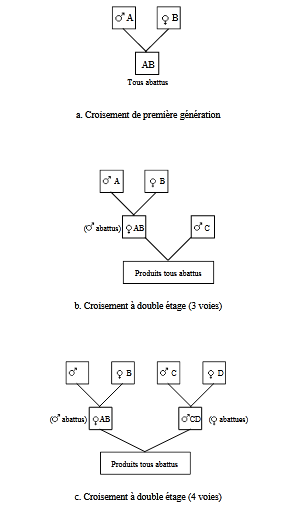 ♂ A ♀ B
AB
Tous abattus
a. Croisement de première génération
♂ A ♀ B
(♂ abattus) ♀ AB ♂ C
Produits tous abattus
b. Croisement à double étage (3 voies)
♂ ♀ B ♂ C ♀ D
(♂ abattus) ♀AB ♂CD (♀ abattues)
Produits tous abattus
c. Croisement à double étage (4 voies)